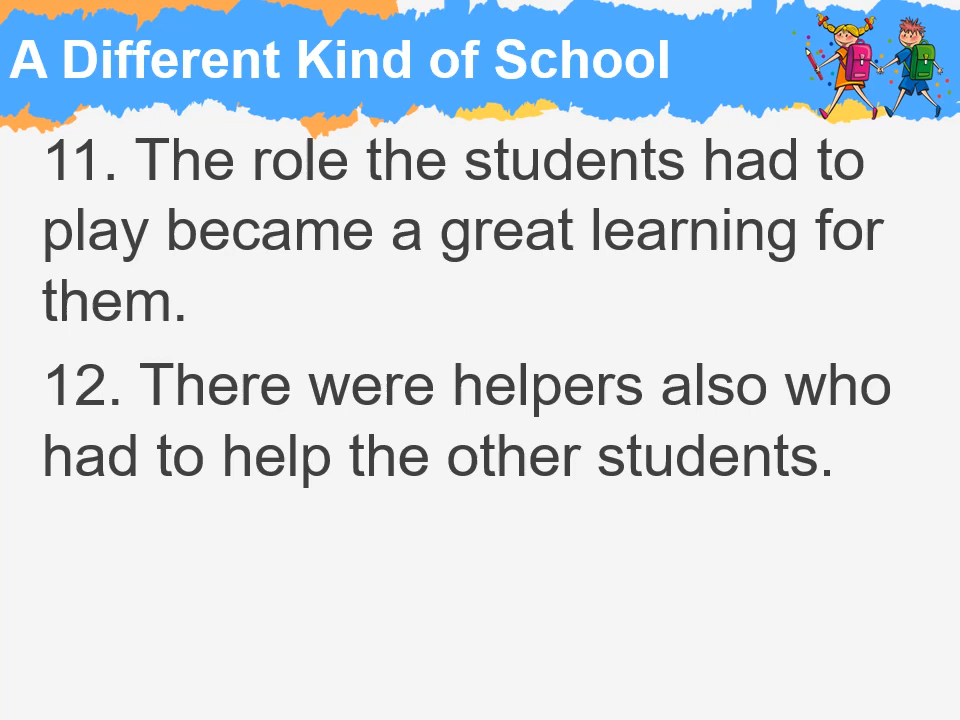 A Different Kind of School
11. The role the students had to
play became a great learning for
them.
12. There were helpers also who
had to help the other students.